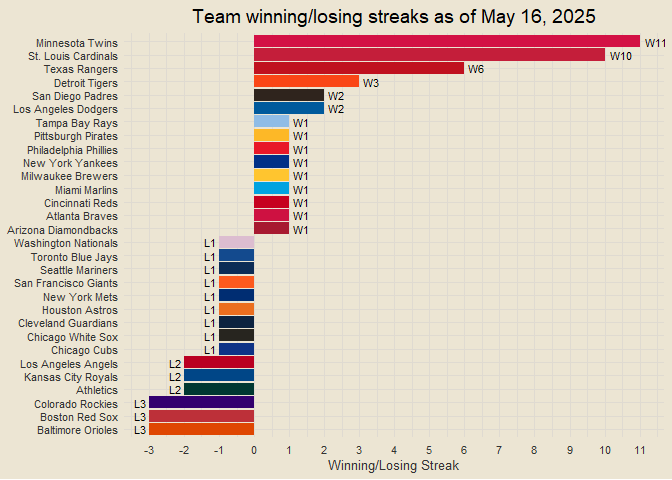 Team winning/losing streaks as of May 16, 2025
Minnesota Twins W11
St. Louis Cardinals W10
Texas Rangers W6
Detroit Tigers W3
San Diego Padres W2
Los Angeles Dodgers W2
Tampa Bay Rays W1
Pittsburgh Pirates W1
Philadelphia Phillies W1
New York Yankees W1
Milwaukee Brewers W1
Miami Marlins W1
Cincinnati Reds W1
Atlanta Braves W1
Arizona Diamondbacks W1
Washington Nationals L1
Toronto Blue Jays L1
Seattle Mariners L1
San Francisco Giants L1
New York Mets L1
Houston Astros L1
Cleveland Guardians L1
Chicago White Sox L1
Chicago Cubs L1
Los Angeles Angels L2
Kansas City Royals L2
Athletics L2
Colorado Rockies L3
Boston Red Sox L3
Baltimore Orioles L3
-3 -2 -1 0 1 2 3 4 5 6 7 8 9 10 11
Winning/Losing Streak